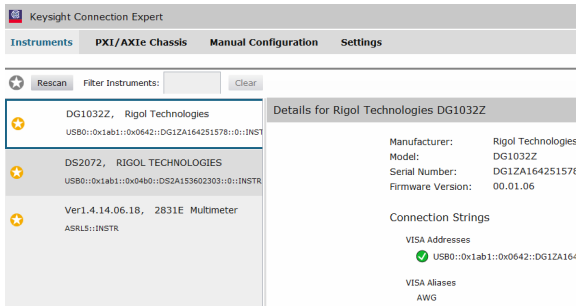 Keysight Connection Expert
Instruments PXI/AXIe Chassis Manual Configuration Settings
Rescan Filter Instruments: Clear
DG1032Z, Rigol Technologies
USB0::0x1ab1::0x0642::DG1ZA164251578::0::INST
DS2072, RIGOL TECHNOLOGIES
USB0::0x1ab1::0x04b0::DS2A153602303::0::INSTR
Ver1.4.14.06.18, 2831E Multimeter
ASRL5::INSTR
Details for Rigol Technologies DG1032Z
Manufacturer: Rigol Technologies
Model: DG1032Z
Serial Number: DG1ZA164251578
Firmware Version: 00.01.06
Connection Strings
VISA Addresses
USB0::0x1ab1::0x0642::DG1ZA164
VISA Aliases
AWG